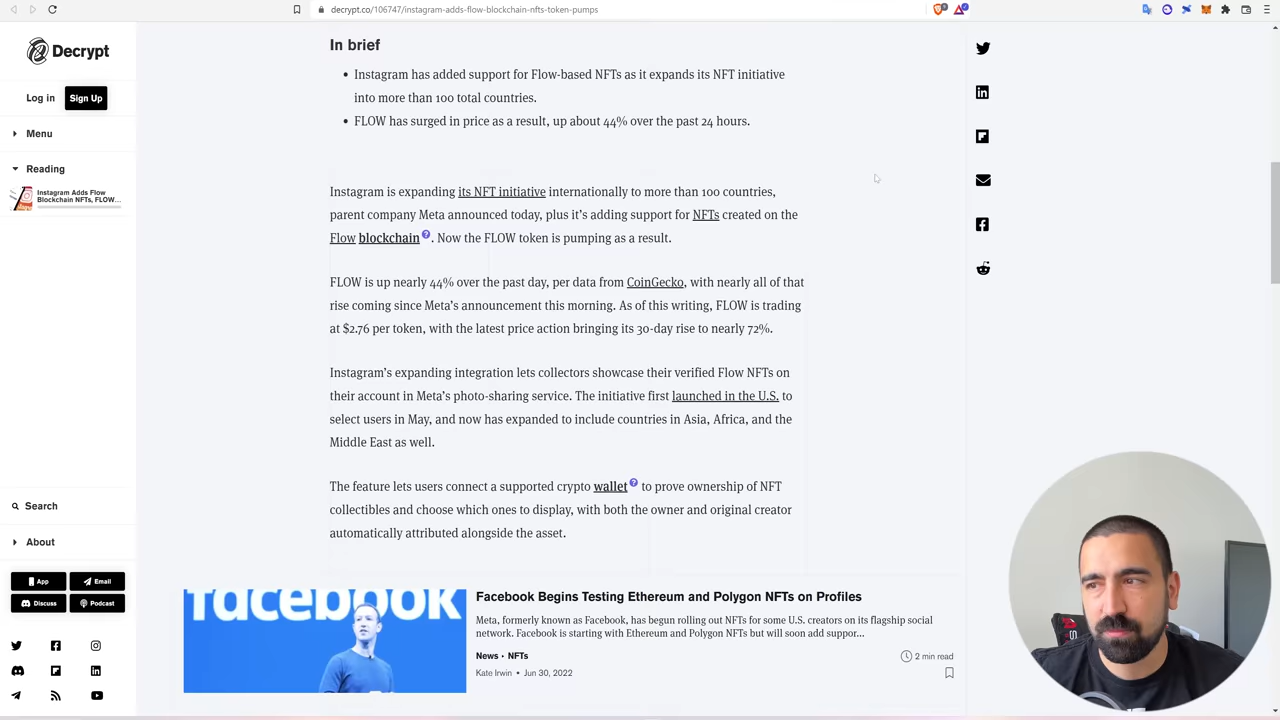 decrypt.co/106747/instagram-adds-flow-blockchain-nfts-token-pumps
Decrypt
Log in
Sign Up
Menu
Reading
Instagram Adds Flow
Blockchain NFTs, FLOW...
Search
About
App
Email
Discuss
Podcast
In brief
Instagram has added support for Flow-based NFTs as it expands its NFT initiative
into more than 100 total countries.
FLOW has surged in price as a result, up about 44% over the past 24 hours.
Instagram is expanding its NFT initiative internationally to more than 100 countries,
parent company Meta announced today, plus it’s adding support for NFTs created on the
Flow blockchain ?. Now the FLOW token is pumping as a result.
FLOW is up nearly 44% over the past day, per data from CoinGecko, with nearly all of that
rise coming since Meta’s announcement this morning. As of this writing, FLOW is trading
at $2.76 per token, with the latest price action bringing its 30-day rise to nearly 72%.
Instagram’s expanding integration lets collectors showcase their verified Flow NFTs on
their account in Meta’s photo-sharing service. The initiative first launched in the U.S. to
select users in May, and now has expanded to include countries in Asia, Africa, and the
Middle East as well.
The feature lets users connect a supported crypto wallet ? to prove ownership of NFT
collectibles and choose which ones to display, with both the owner and original creator
automatically attributed alongside the asset.
facebook
Facebook Begins Testing Ethereum and Polygon NFTs on Profiles
Meta, formerly known as Facebook, has begun rolling out NFTs for some U.S. creators on its flagship social
network. Facebook is starting with Ethereum and Polygon NFTs but will soon add suppor...
News • NFTs
2 min read
Kate Irwin • Jun 30, 2022